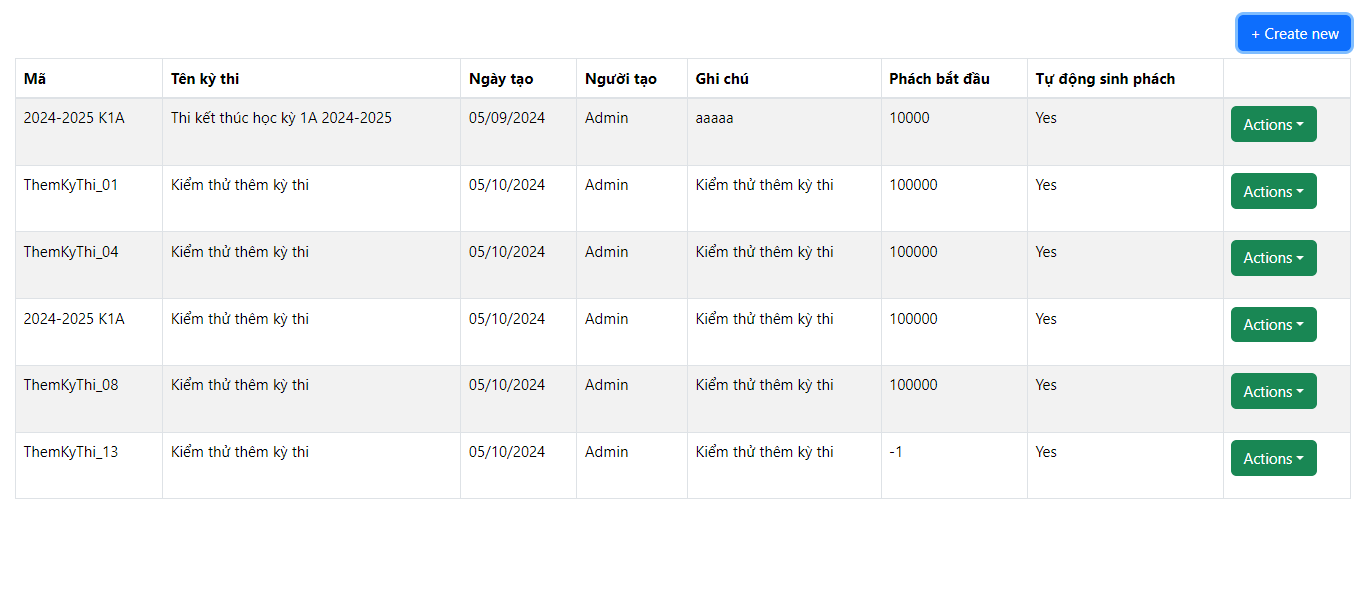 + Create new
Mã Tên kỳ thi Ngày tạo Người tạo Ghi chú Phách bắt đầu Tự động sinh phách
2024-2025 K1A Thi kết thúc học kỳ 1A 2024-2025 05/09/2024 Admin aaaaa 10000 Yes Actions
ThemKyThi_01 Kiểm thử thêm kỳ thi 05/10/2024 Admin Kiểm thử thêm kỳ thi 100000 Yes Actions
ThemKyThi_04 Kiểm thử thêm kỳ thi 05/10/2024 Admin Kiểm thử thêm kỳ thi 100000 Yes Actions
2024-2025 K1A Kiểm thử thêm kỳ thi 05/10/2024 Admin Kiểm thử thêm kỳ thi 100000 Yes Actions
ThemKyThi_08 Kiểm thử thêm kỳ thi 05/10/2024 Admin Kiểm thử thêm kỳ thi 100000 Yes Actions
ThemKyThi_13 Kiểm thử thêm kỳ thi 05/10/2024 Admin Kiểm thử thêm kỳ thi -1 Yes Actions